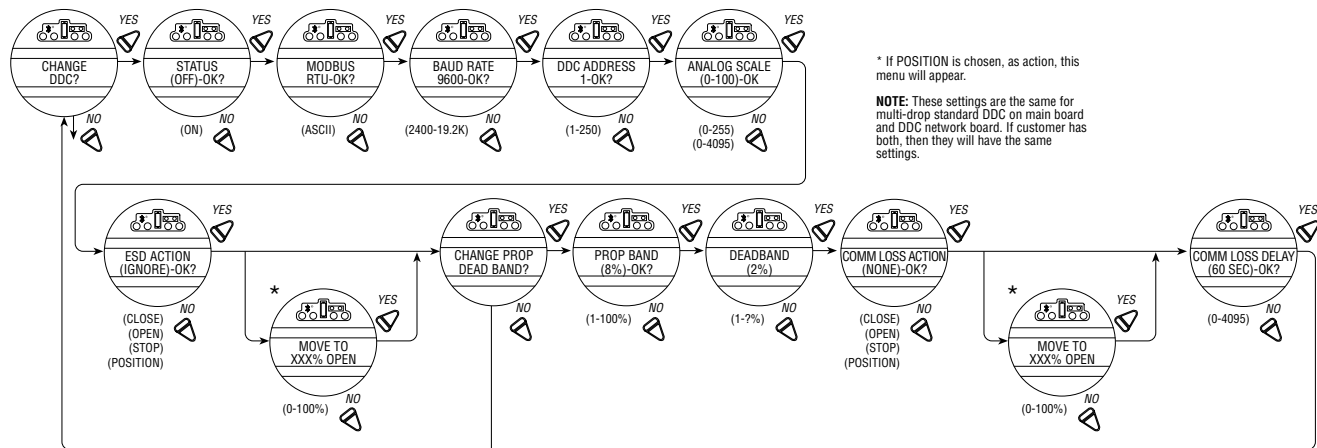 YES
YES
YES
YES
YES
YES
CHANGE
DDC?
STATUS
(OFF)-OK?
MODBUS
RTU-OK?
BAUD RATE
9600-OK?
DDC ADDRESS
1-OK?
ANALOG SCALE
(0-100)-OK
NO
NO
NO
NO
NO
NO
(ON)
(ASCII)
(2400-19.2K)
(1-250)
(0-255)
(0-4095)
* If POSITION is chosen, as action, this
menu will appear.
NOTE: These settings are the same for
multi-drop standard DDC on main board
and DDC network board. If customer has
both, then they will have the same
settings.
YES
YES
YES
YES
YES
YES
ESD ACTION
(IGNORE)-OK?
CHANGE PROP
DEAD BAND?
PROP BAND
(8%)-OK?
DEADBAND
(2%)
COMM LOSS ACTION
(NONE)-OK?
COMM LOSS DELAY
(60 SEC)-OK?
NO
NO
NO
NO
NO
NO
(CLOSE)
(OPEN)
(STOP)
(POSITION)
(1-100%)
(1-?%)
(CLOSE)
(OPEN)
(STOP)
(POSITION)
(0-4095)
*
YES
MOVE TO
XXX% OPEN
NO
(0-100%)
*
YES
MOVE TO
XXX% OPEN
NO
(0-100%)